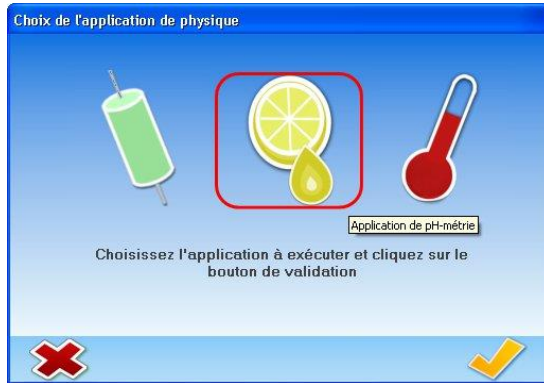 Choix de l'application de physique
Application de pH-métrie
Choisissez l'application à exécuter et cliquez sur le
bouton de validation